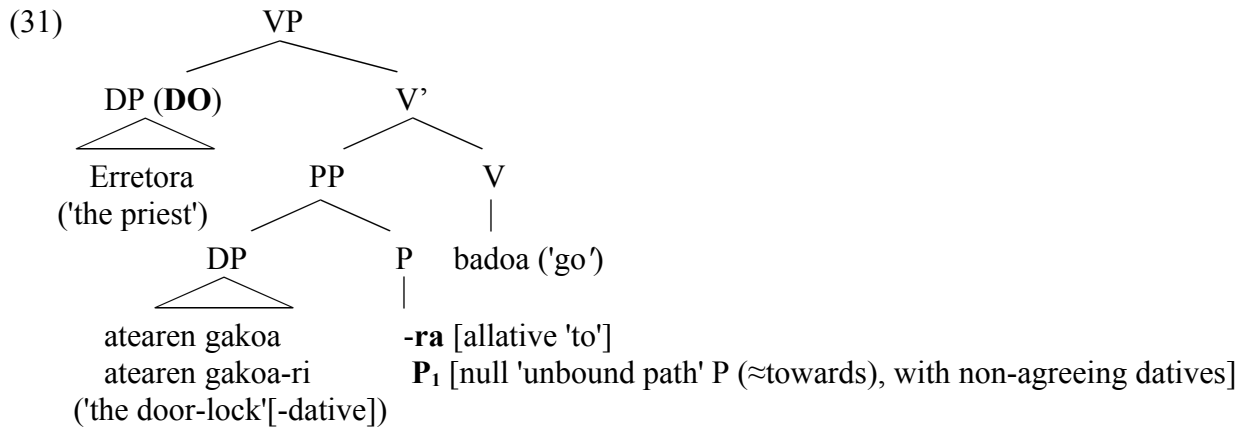 (31) VP
DP (DO) V’
Erretora PP V
('the priest')
DP P badoa ('go')
atearen gakoa -ra [allative 'to']
atearen gakoa-ri P1 [null 'unbound path' P (≈towards), with non-agreeing datives]
('the door-lock'[-dative])